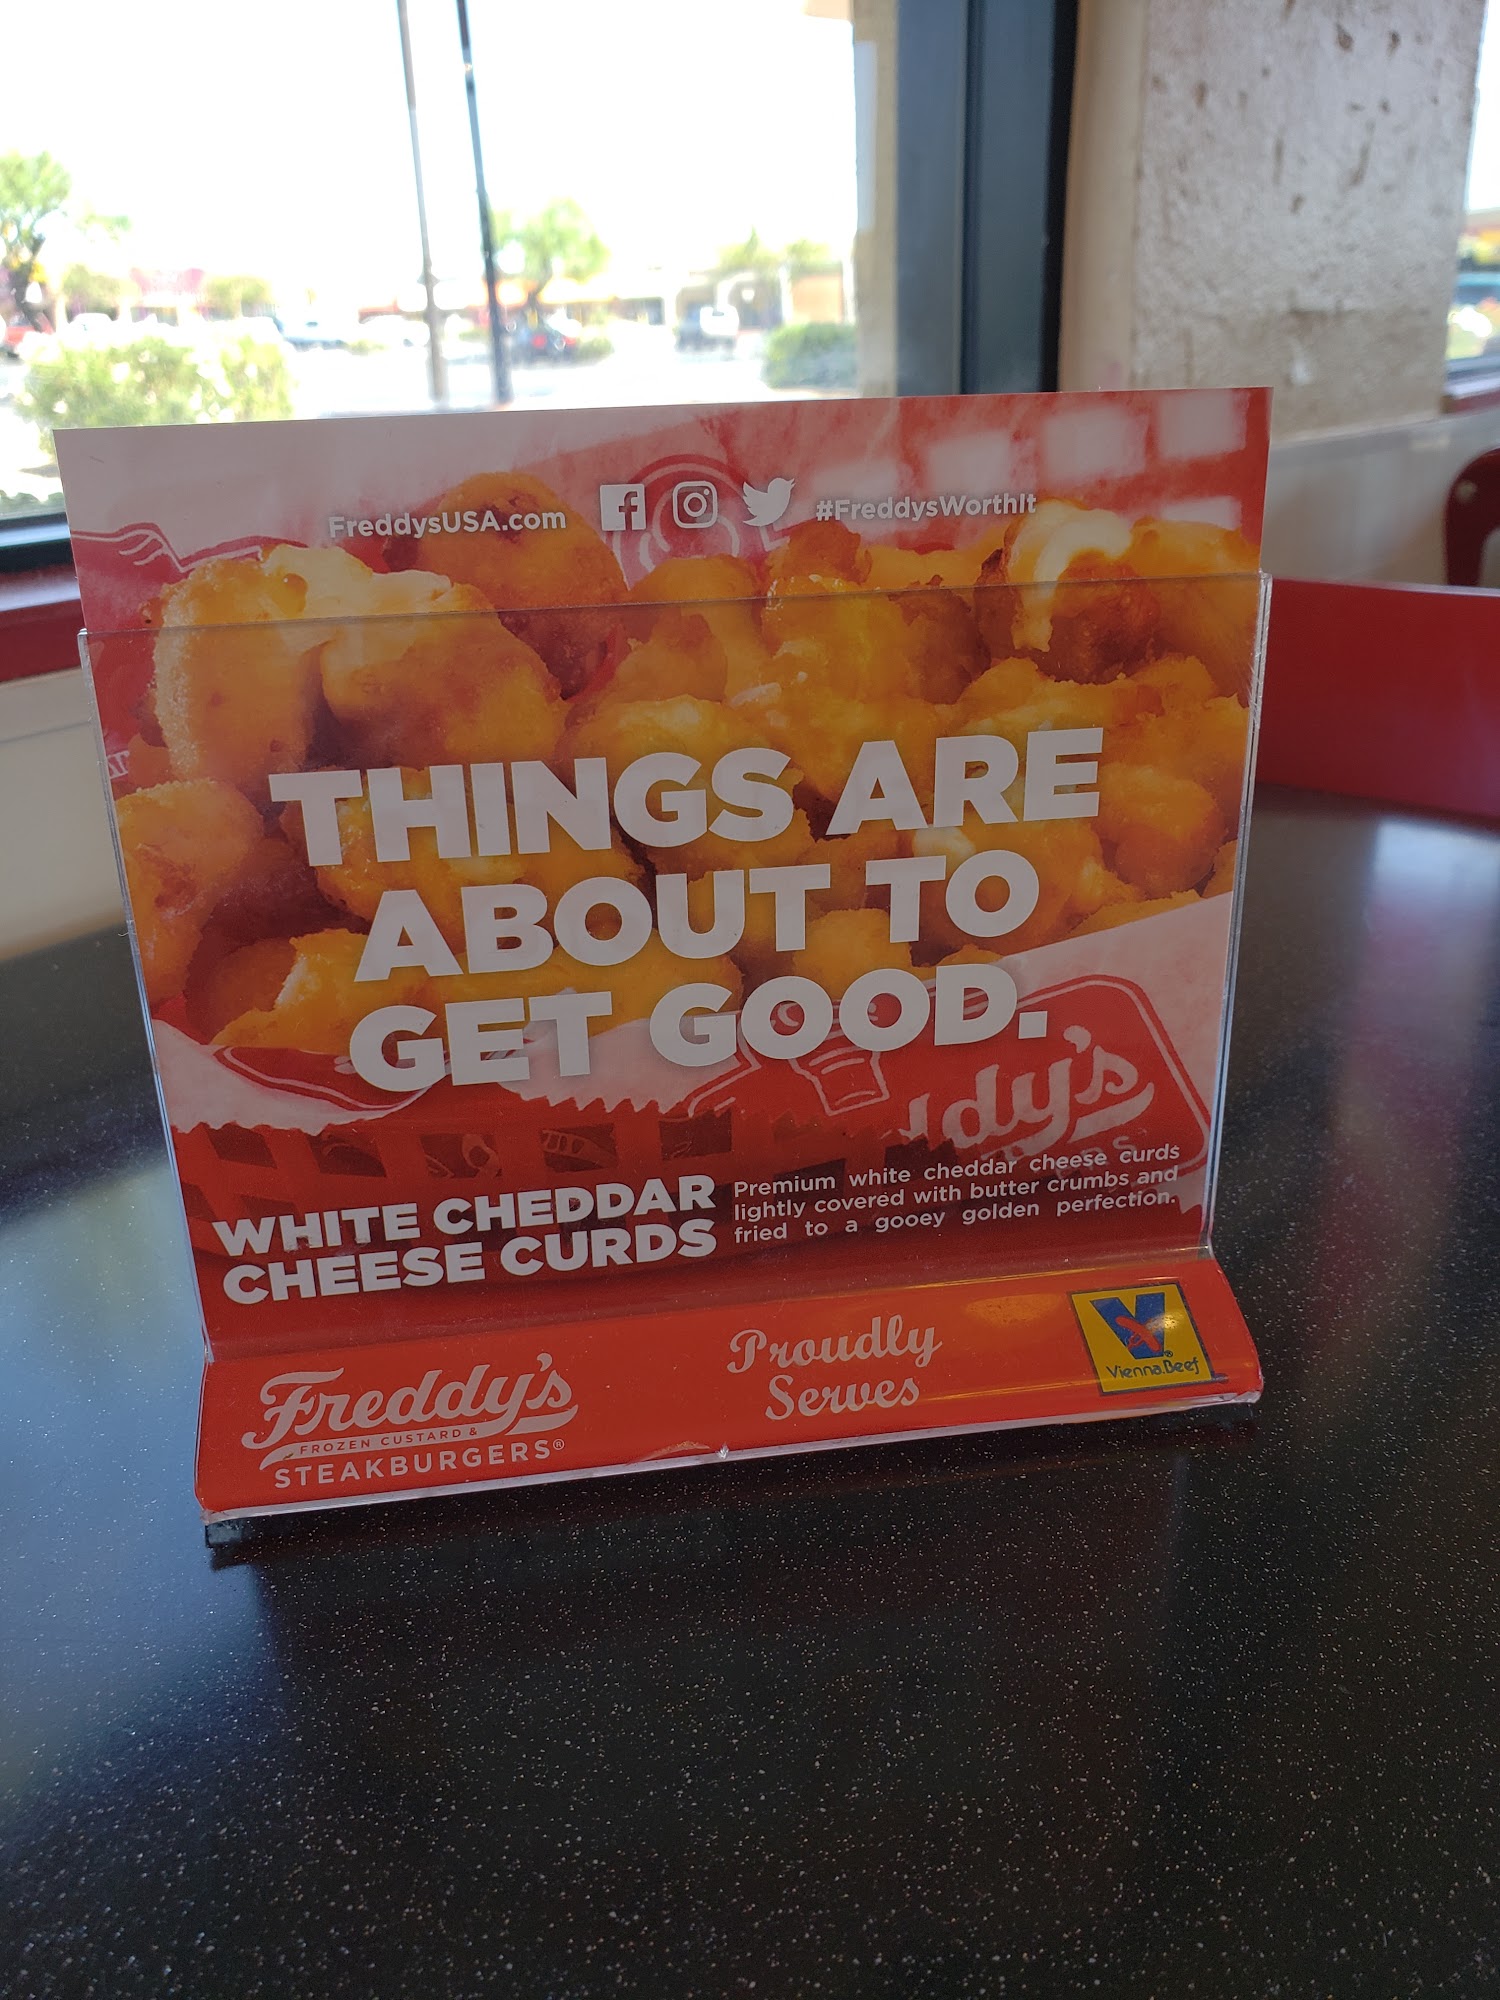 FreddysUSA.com #FreddysWorthIt
THINGS ARE
ABOUT TO
GET GOOD.
WHITE CHEDDAR
CHEESE CURDS
Premium white cheddar cheese curds
lightly covered with butter crumbs and
fried to a gooey golden perfection.
Freddy's
FROZEN CUSTARD &
STEAKBURGERS®
Proudly
Serves
Vienna Beef